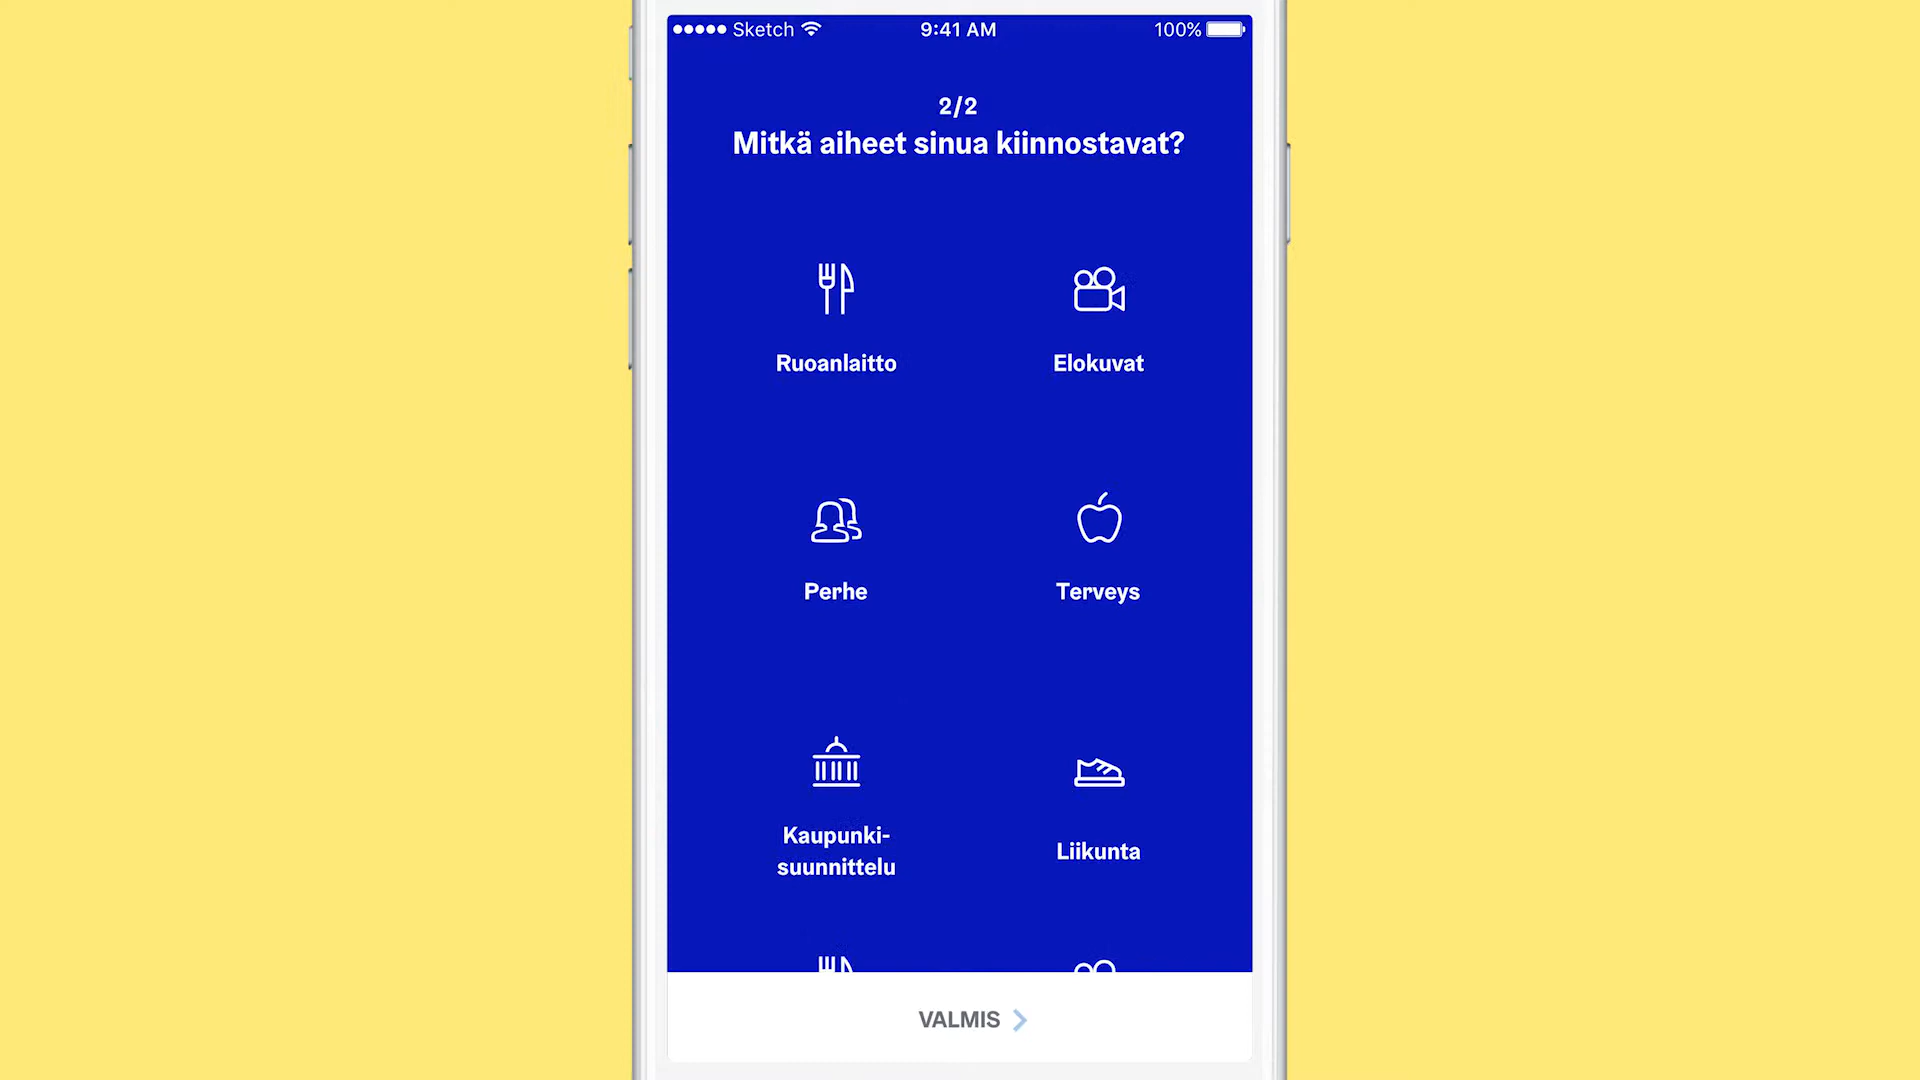 Sketch 9:41 AM 100%
2/2
Mitkä aiheet sinua kiinnostavat?
Ruoanlaitto Elokuvat
Perhe Terveys
Kaupunki-
suunnittelu
Liikunta
VALMIS